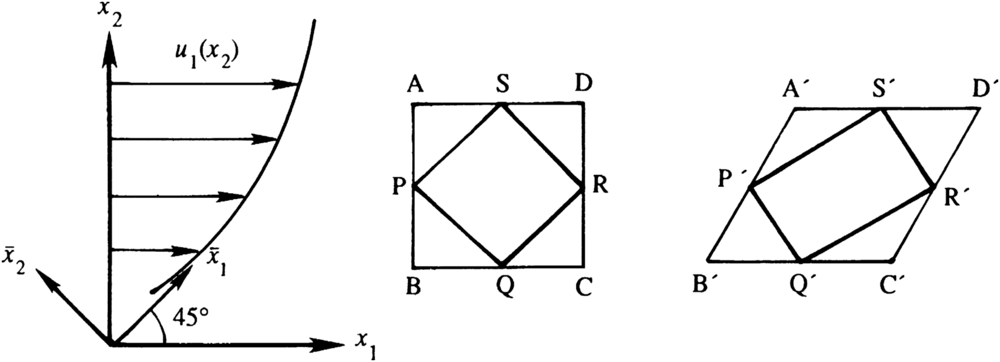 x₂
u₁(x₂)
x̄₂
x̄₁
45°
x₁
A S D
P R
B Q C
A´ S´ D´
P´ R´
B´ Q´ C´